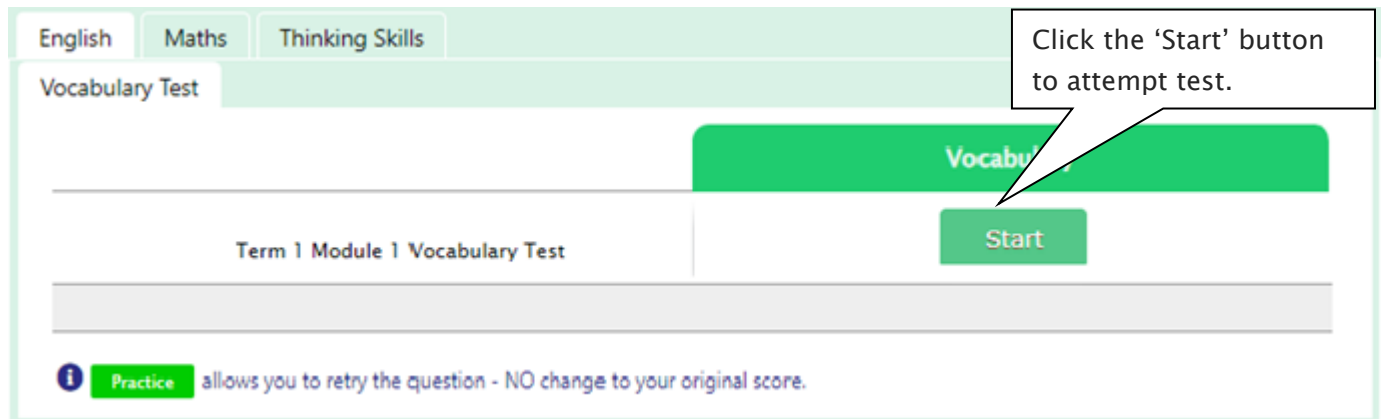 English Maths Thinking Skills
Click the ‘Start’ button
to attempt test.
Vocabulary Test
Term 1 Module 1 Vocabulary Test
Start
Practice allows you to retry the question - NO change to your original score.